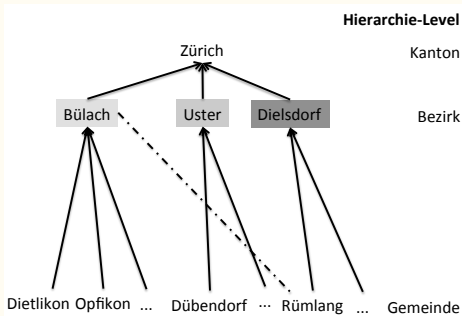 Hierarchie-Level
Zürich Kanton
Bülach Uster Dielsdorf Bezirk
Dietlikon Opfikon ... Dübendorf ... Rümlang ... Gemeinde